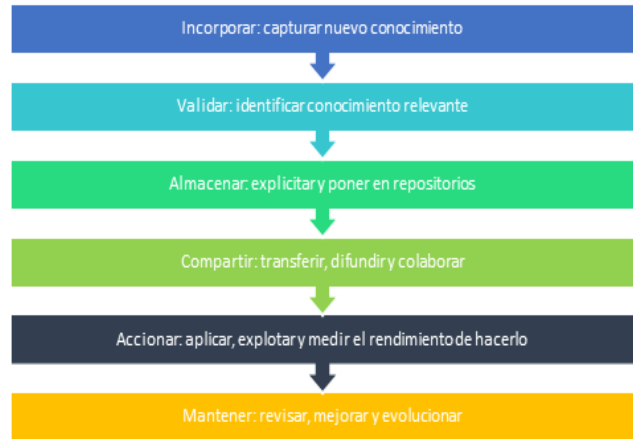 Incorporar: capturar nuevo conocimiento
Validar: identificar conocimiento relevante
Almacenar: explicitar y poner en repositorios
Compartir: transferir, difundir y colaborar
Accionar: aplicar, explotar y medir el rendimiento de hacerlo
Mantener: revisar, mejorar y evolucionar